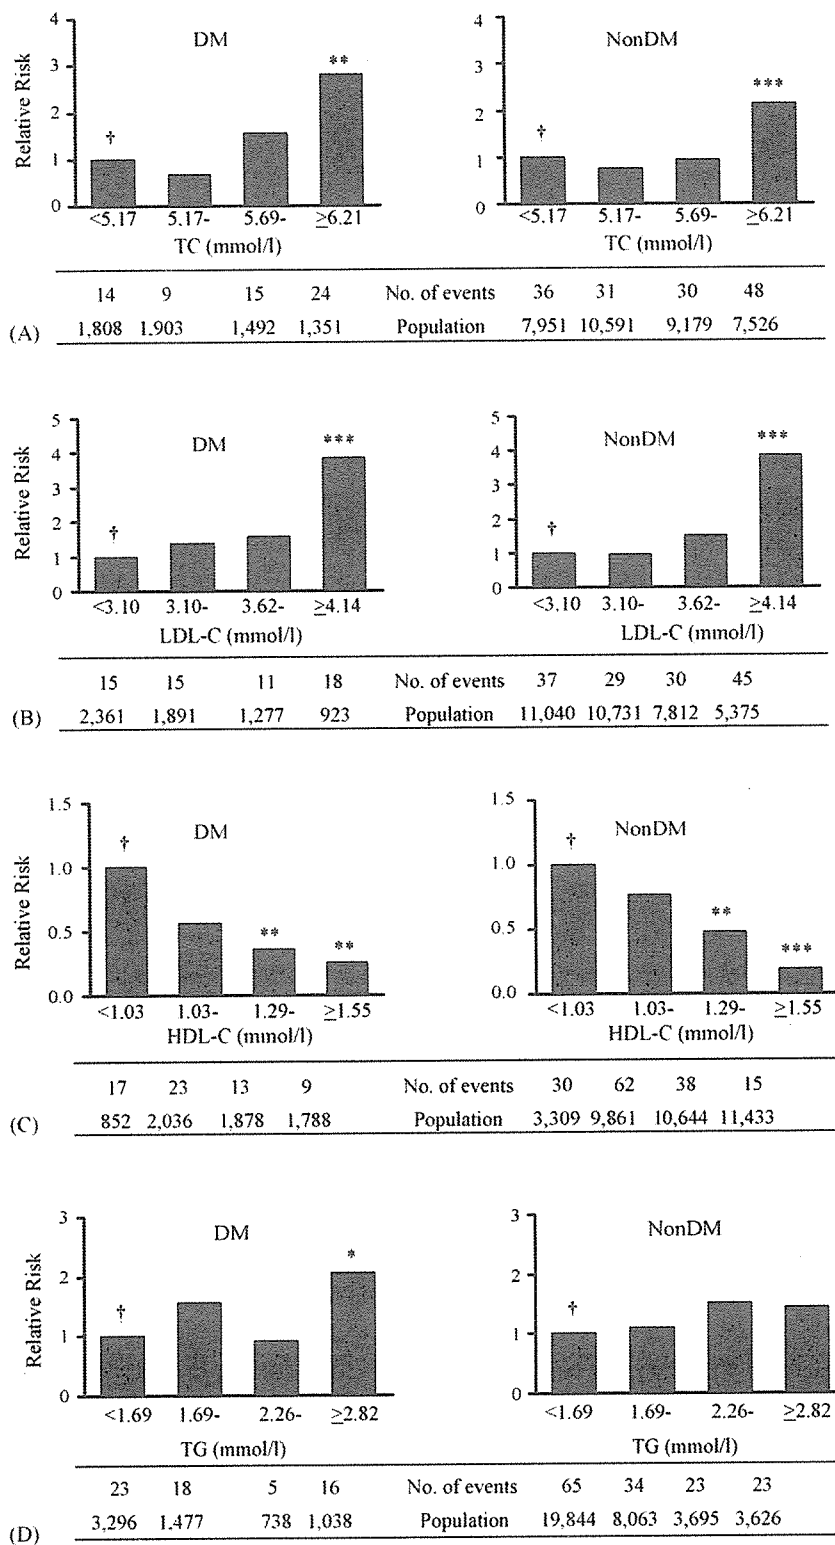 DM
NonDM
Relative Risk
4
3
2
1
0
4
3
2
1
0
†
**
†
***
<5.17 5.17- 5.69- ≥6.21
<5.17 5.17- 5.69- ≥6.21
TC (mmol/l)
TC (mmol/l)
14 9 15 24 No. of events 36 31 30 48
(A) 1,808 1.903 1,492 1,351 Population 7,951 10,591 9,179 7,526
DM
NonDM
Relative Risk
5
4
3
2
1
0
5
4
3
2
1
0
†
***
†
***
<3.10 3.10- 3.62- ≥4.14
<3.10 3.10- 3.62- ≥4.14
LDL-C (mmol/l)
LDL-C (mmol/l)
15 15 11 18 No. of events 37 29 30 45
(B) 2,361 1,891 1,277 923 Population 11,040 10,731 7,812 5,375
DM
NonDM
Relative Risk
1.5
1.0
0.5
0.0
1.5
1.0
0.5
0.0
†
**
**
†
**
***
<1.03 1.03- 1.29- ≥1.55
<1.03 1.03- 1.29- ≥1.55
HDL-C (mmol/l)
HDL-C (mmol/l)
17 23 13 9 No. of events 30 62 38 15
(C) 852 2,036 1,878 1,788 Population 3,309 9,861 10,644 11,433
DM
NonDM
Relative Risk
3
2
1
0
3
2
1
0
†
*
†
<1.69 1.69- 2.26- ≥2.82
<1.69 1.69- 2.26- ≥2.82
TG (mmol/l)
TG (mmol/l)
23 18 5 16 No. of events 65 34 23 23
(D) 3,296 1.477 738 1,038 Population 19,844 8,063 3,695 3,626